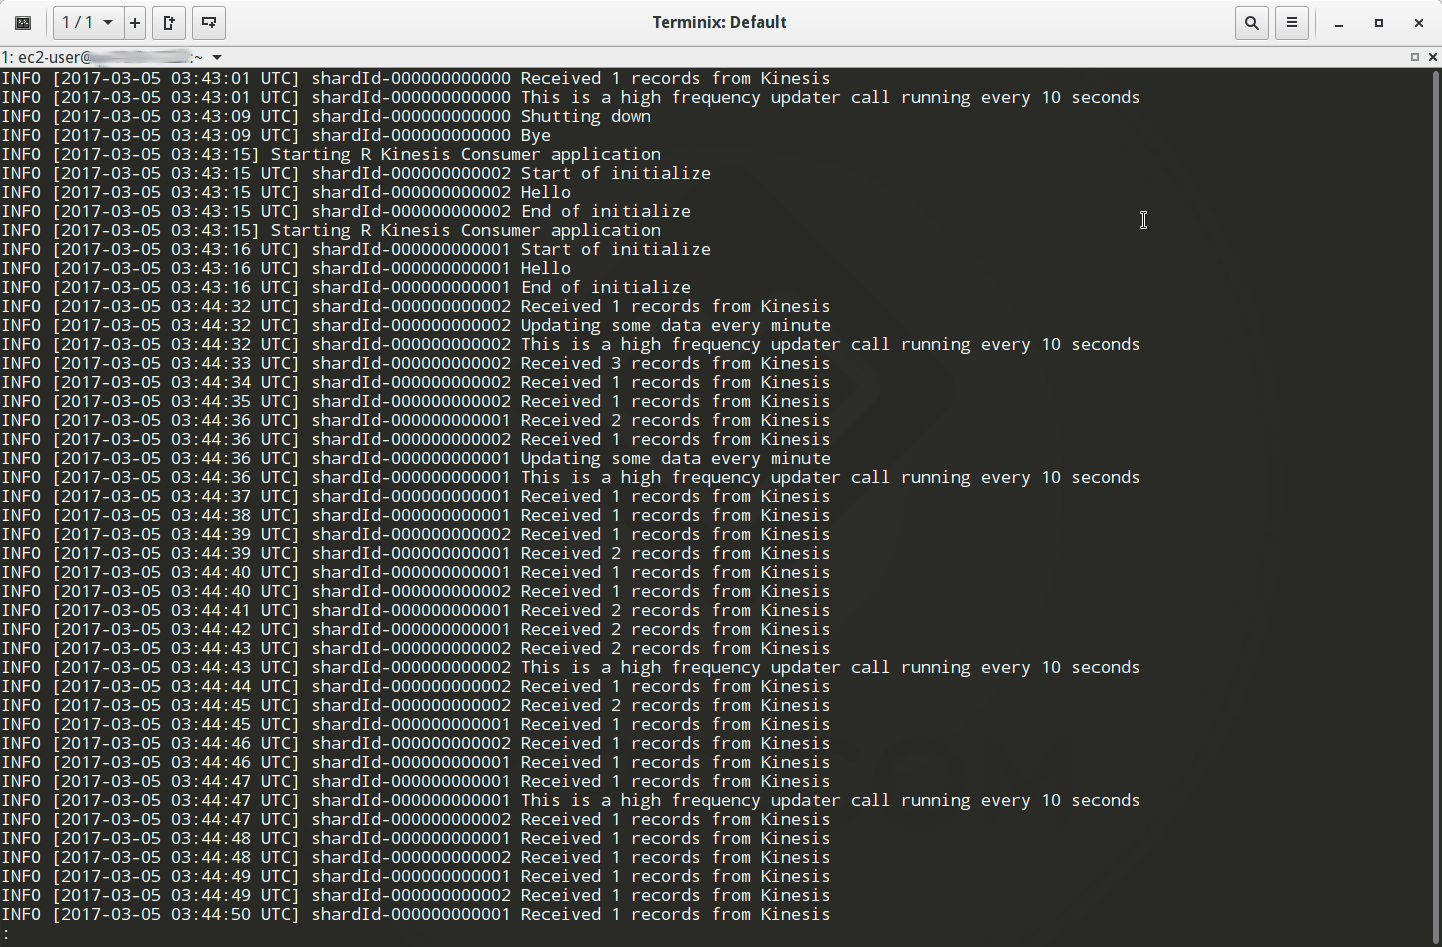 1 / 1
Terminix: Default
1: ec2-user@ :~
INFO [2017-03-05 03:43:01 UTC] shardId-000000000000 Received 1 records from Kinesis
INFO [2017-03-05 03:43:01 UTC] shardId-000000000000 This is a high frequency updater call running every 10 seconds
INFO [2017-03-05 03:43:09 UTC] shardId-000000000000 Shutting down
INFO [2017-03-05 03:43:09 UTC] shardId-000000000000 Bye
INFO [2017-03-05 03:43:15] Starting R Kinesis Consumer application
INFO [2017-03-05 03:43:15 UTC] shardId-000000000002 Start of initialize
INFO [2017-03-05 03:43:15 UTC] shardId-000000000002 Hello
INFO [2017-03-05 03:43:15 UTC] shardId-000000000002 End of initialize
INFO [2017-03-05 03:43:15] Starting R Kinesis Consumer application
INFO [2017-03-05 03:43:16 UTC] shardId-000000000001 Start of initialize
INFO [2017-03-05 03:43:16 UTC] shardId-000000000001 Hello
INFO [2017-03-05 03:43:16 UTC] shardId-000000000001 End of initialize
INFO [2017-03-05 03:44:32 UTC] shardId-000000000002 Received 1 records from Kinesis
INFO [2017-03-05 03:44:32 UTC] shardId-000000000002 Updating some data every minute
INFO [2017-03-05 03:44:32 UTC] shardId-000000000002 This is a high frequency updater call running every 10 seconds
INFO [2017-03-05 03:44:33 UTC] shardId-000000000002 Received 3 records from Kinesis
INFO [2017-03-05 03:44:34 UTC] shardId-000000000002 Received 1 records from Kinesis
INFO [2017-03-05 03:44:35 UTC] shardId-000000000002 Received 1 records from Kinesis
INFO [2017-03-05 03:44:36 UTC] shardId-000000000001 Received 2 records from Kinesis
INFO [2017-03-05 03:44:36 UTC] shardId-000000000002 Received 1 records from Kinesis
INFO [2017-03-05 03:44:36 UTC] shardId-000000000001 Updating some data every minute
INFO [2017-03-05 03:44:36 UTC] shardId-000000000001 This is a high frequency updater call running every 10 seconds
INFO [2017-03-05 03:44:37 UTC] shardId-000000000001 Received 1 records from Kinesis
INFO [2017-03-05 03:44:38 UTC] shardId-000000000001 Received 1 records from Kinesis
INFO [2017-03-05 03:44:39 UTC] shardId-000000000002 Received 1 records from Kinesis
INFO [2017-03-05 03:44:39 UTC] shardId-000000000001 Received 2 records from Kinesis
INFO [2017-03-05 03:44:40 UTC] shardId-000000000001 Received 1 records from Kinesis
INFO [2017-03-05 03:44:40 UTC] shardId-000000000002 Received 1 records from Kinesis
INFO [2017-03-05 03:44:41 UTC] shardId-000000000001 Received 2 records from Kinesis
INFO [2017-03-05 03:44:42 UTC] shardId-000000000001 Received 2 records from Kinesis
INFO [2017-03-05 03:44:43 UTC] shardId-000000000002 Received 2 records from Kinesis
INFO [2017-03-05 03:44:43 UTC] shardId-000000000002 This is a high frequency updater call running every 10 seconds
INFO [2017-03-05 03:44:44 UTC] shardId-000000000002 Received 1 records from Kinesis
INFO [2017-03-05 03:44:45 UTC] shardId-000000000002 Received 2 records from Kinesis
INFO [2017-03-05 03:44:45 UTC] shardId-000000000001 Received 1 records from Kinesis
INFO [2017-03-05 03:44:46 UTC] shardId-000000000002 Received 1 records from Kinesis
INFO [2017-03-05 03:44:46 UTC] shardId-000000000001 Received 1 records from Kinesis
INFO [2017-03-05 03:44:47 UTC] shardId-000000000001 Received 1 records from Kinesis
INFO [2017-03-05 03:44:47 UTC] shardId-000000000001 This is a high frequency updater call running every 10 seconds
INFO [2017-03-05 03:44:47 UTC] shardId-000000000002 Received 1 records from Kinesis
INFO [2017-03-05 03:44:48 UTC] shardId-000000000001 Received 1 records from Kinesis
INFO [2017-03-05 03:44:48 UTC] shardId-000000000002 Received 1 records from Kinesis
INFO [2017-03-05 03:44:49 UTC] shardId-000000000001 Received 1 records from Kinesis
INFO [2017-03-05 03:44:49 UTC] shardId-000000000002 Received 1 records from Kinesis
INFO [2017-03-05 03:44:50 UTC] shardId-000000000001 Received 1 records from Kinesis
: